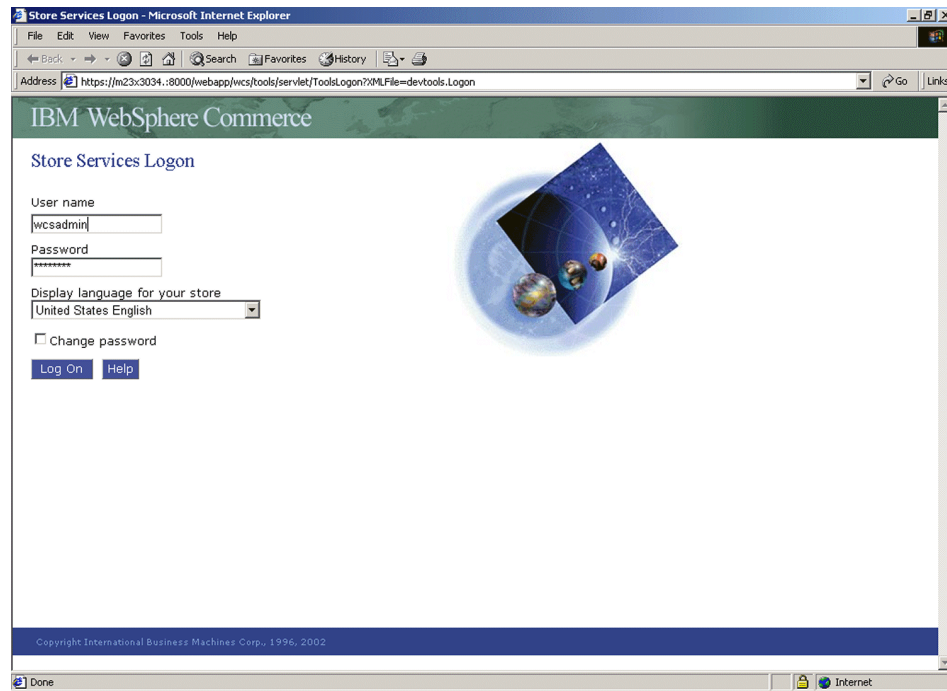 Store Services Logon - Microsoft Internet Explorer
File Edit View Favorites Tools Help
Back Search Favorites History
Address https://m23x3034.:8000/webapp/wcs/tools/servlet/ToolsLogon?XMLFile=devtools.Logon Go Links
IBM WebSphere Commerce
Store Services Logon
User name
wcsadmin
Password
********
Display language for your store
United States English
Change password
Log On Help
Copyright International Business Machines Corp., 1996, 2002
Done Internet